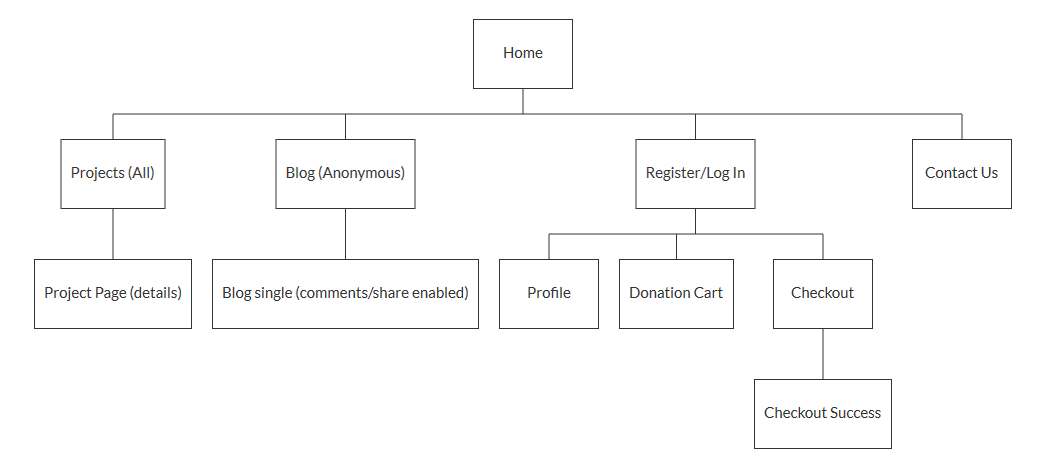 Home
Projects (All)
Blog (Anonymous)
Register/Log In
Contact Us
Project Page (details)
Blog single (comments/share enabled)
Profile
Donation Cart
Checkout
Checkout Success